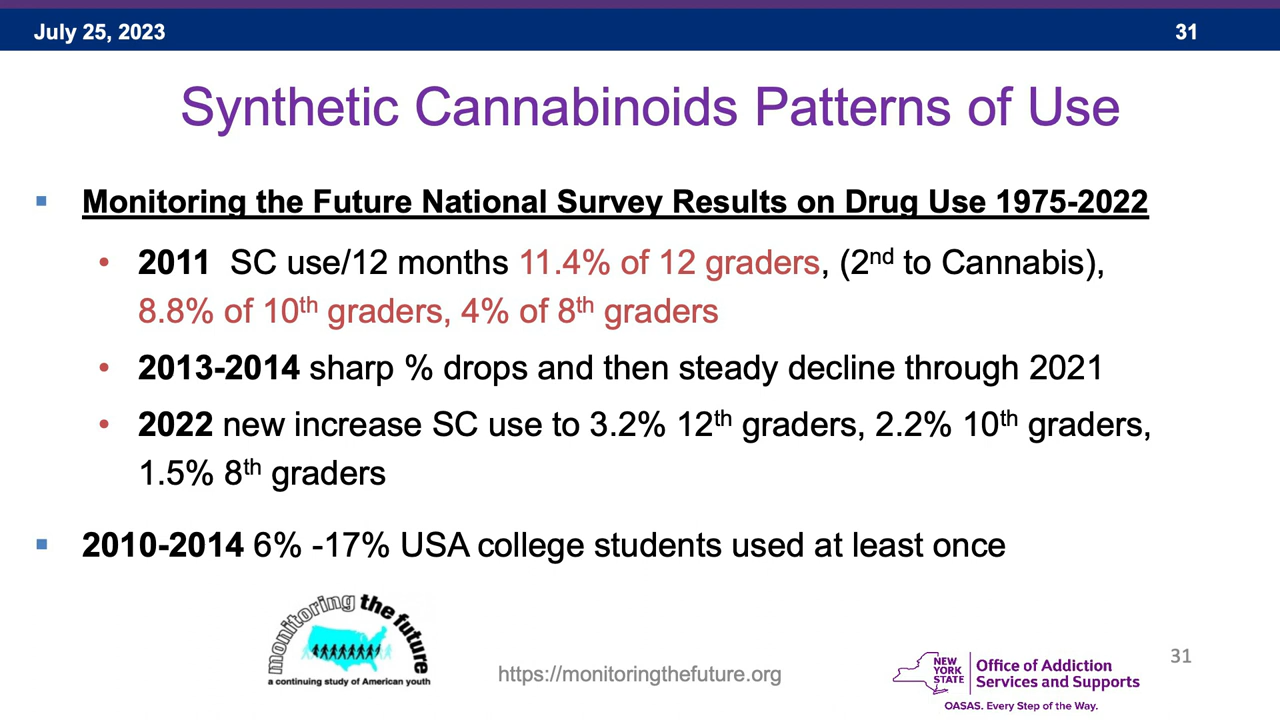 July 25, 2023
31
Synthetic Cannabinoids Patterns of Use
▪ Monitoring the Future National Survey Results on Drug Use 1975-2022
• 2011  SC use/12 months 11.4% of 12 graders, (2nd to Cannabis),
8.8% of 10th graders, 4% of 8th graders
• 2013-2014 sharp % drops and then steady decline through 2021
• 2022 new increase SC use to 3.2% 12th graders, 2.2% 10th graders,
1.5% 8th graders
▪ 2010-2014 6% -17% USA college students used at least once
monitoring the future
a continuing study of American youth
https://monitoringthefuture.org
NEW
YORK
STATE
Office of Addiction
Services and Supports
OASAS. Every Step of the Way.
31